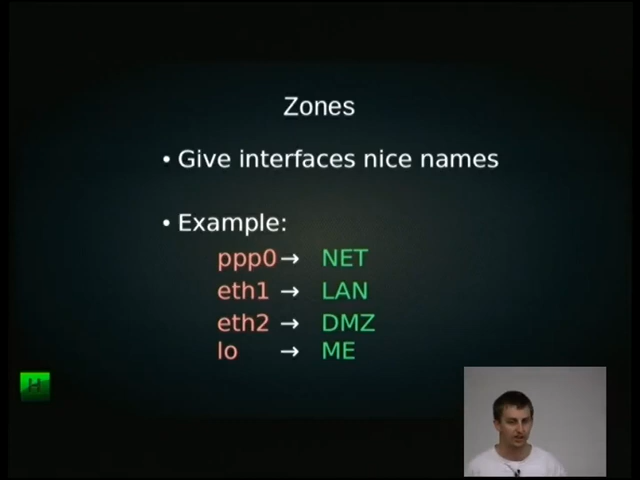 Zones
• Give interfaces nice names
• Example:
ppp0 → NET
eth1 → LAN
eth2 → DMZ
lo → ME
H